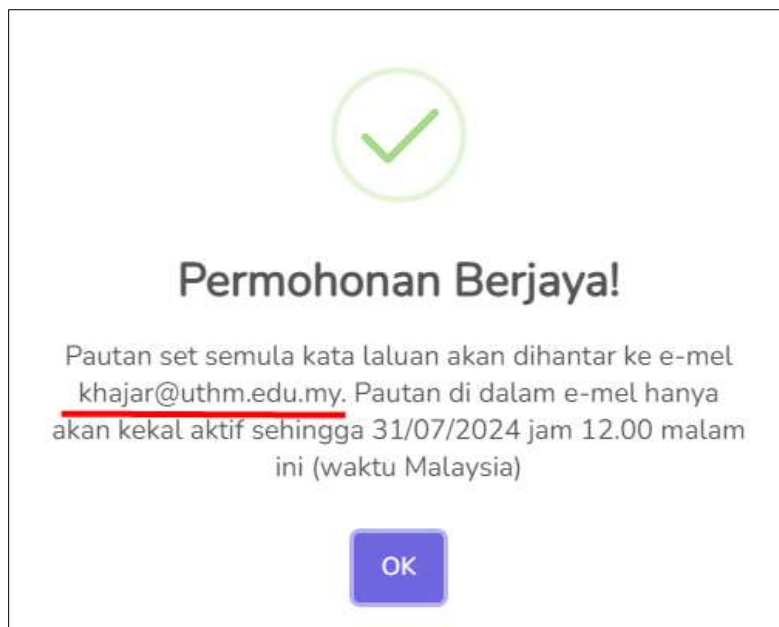 Permohonan Berjaya!
Pautan set semula kata laluan akan dihantar ke e-mel
khajar@uthm.edu.my. Pautan di dalam e-mel hanya
akan kekal aktif sehingga 31/07/2024 jam 12.00 malam
ini (waktu Malaysia)
OK